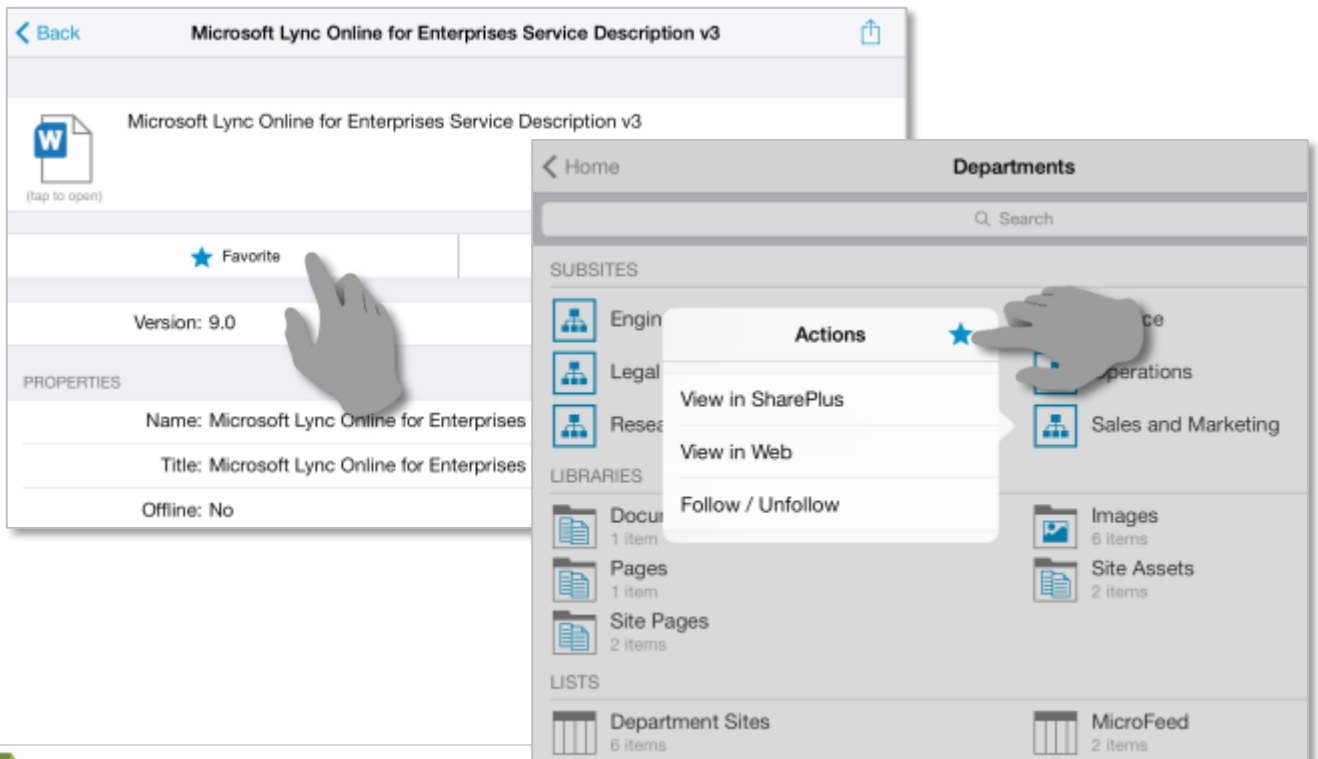 Back
Microsoft Lync Online for Enterprises Service Description v3
W
Microsoft Lync Online for Enterprises Service Description v3
(tap to open)
Favorite
Version: 9.0
PROPERTIES
Name: Microsoft Lync Online for Enterprises
Title: Microsoft Lync Online for Enterprises
Offline: No
Home
Departments
Search
SUBSITES
Engin
Legal
Operations
Resea
Sales and Marketing
Actions
View in SharePlus
View in Web
Follow / Unfollow
LIBRARIES
Docu
1 item
Images
6 items
Pages
1 item
Site Assets
2 items
Site Pages
2 items
LISTS
Department Sites
6 items
MicroFeed
2 items